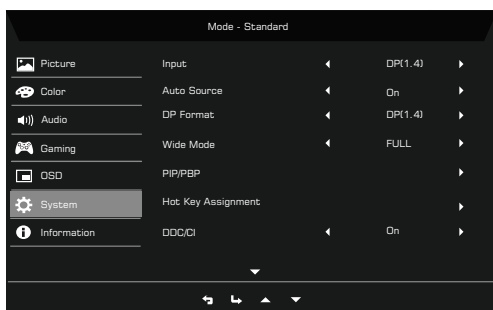 Mode - Standard
Picture
Input DP(1.4)
Color
Auto Source On
Audio
DP Format DP(1.4)
Gaming
Wide Mode FULL
OSD
PIP/PBP
System
Hot Key Assignment
Information
DDC/CI On